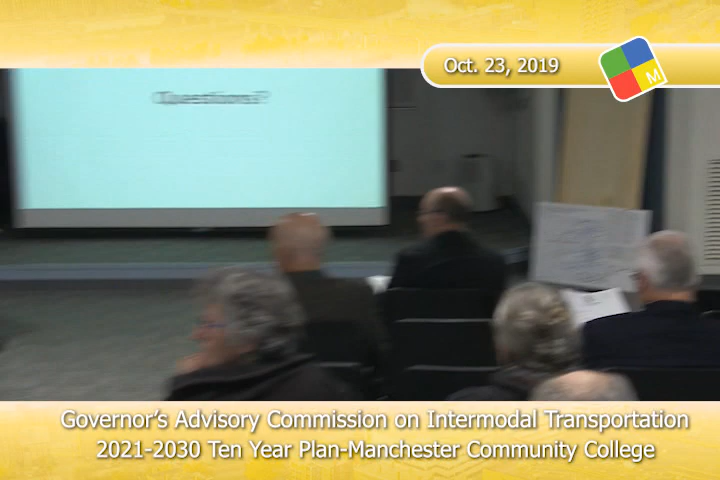 Oct. 23, 2019
M
Questions?
Governor's Advisory Commission on Intermodal Transportation
2021-2030 Ten Year Plan-Manchester Community College